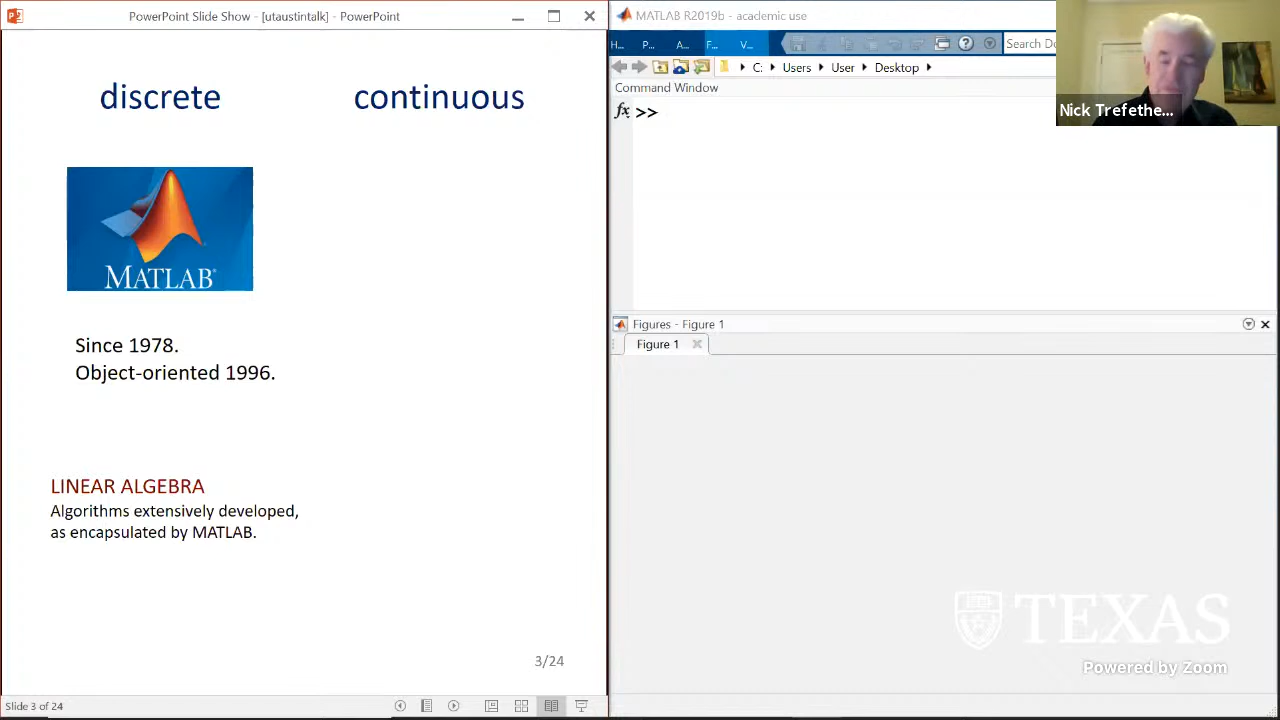 PowerPoint Slide Show - [utaustintalk] - PowerPoint
discrete
continuous
MATLAB®
Since 1978.
Object-oriented 1996.
LINEAR ALGEBRA
Algorithms extensively developed,
as encapsulated by MATLAB.
3/24
Slide 3 of 24
MATLAB R2019b - academic use
H... P... A... F... V...
Search Do
C: Users User Desktop
Command Window
fx >>
Figures - Figure 1
Figure 1
Nick Trefethe...
TEXAS
Powered by Zoom